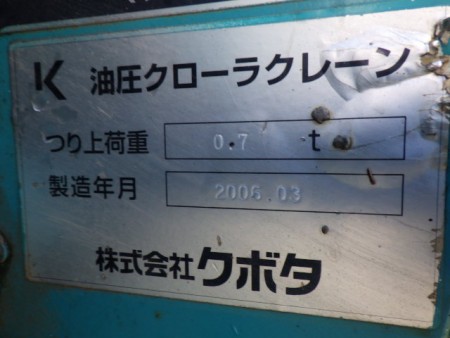 K 油圧クローラクレーン
つり上荷重 0.7 t
製造年月 2006.03
株式会社クボタ